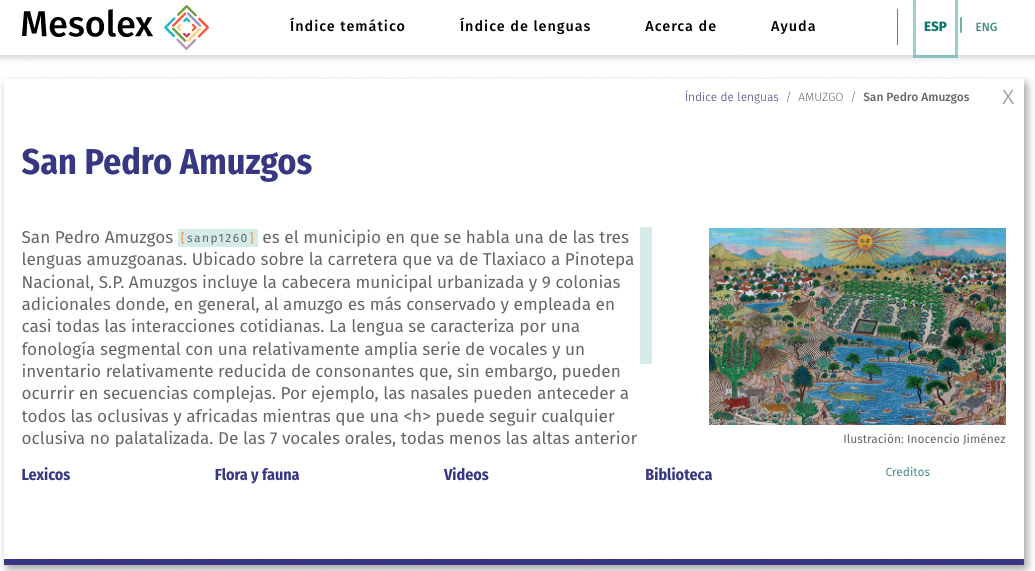 Mesolex
Índice temático
Índice de lenguas
Acerca de
Ayuda
ESP | ENG
Índice de lenguas / AMUZGO / San Pedro Amuzgos X
San Pedro Amuzgos
San Pedro Amuzgos [sanp1260] es el municipio en que se habla una de las tres
lenguas amuzgoanas. Ubicado sobre la carretera que va de Tlaxiaco a Pinotepa
Nacional, S.P. Amuzgos incluye la cabecera municipal urbanizada y 9 colonias
adicionales donde, en general, al amuzgo es más conservado y empleada en
casi todas las interacciones cotidianas. La lengua se caracteriza por una
fonología segmental con una relativamente amplia serie de vocales y un
inventario relativamente reducida de consonantes que, sin embargo, pueden
ocurrir en secuencias complejas. Por ejemplo, las nasales pueden anteceder a
todos las oclusivas y africadas mientras que una <h> puede seguir cualquier
oclusiva no palatalizada. De las 7 vocales orales, todas menos las altas anterior
Ilustración: Inocencio Jiménez
Lexicos
Flora y fauna
Videos
Biblioteca
Creditos